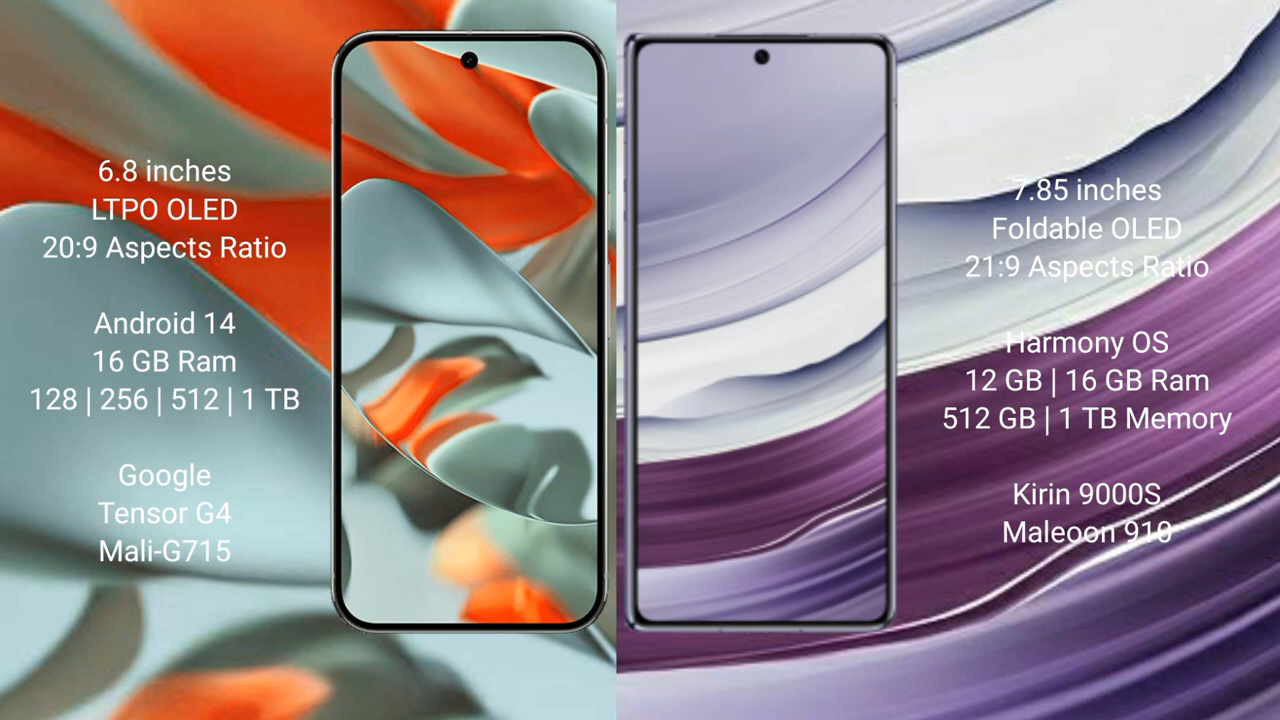 6.8 inches
LTPO OLED
20:9 Aspects Ratio
Android 14
16 GB Ram
128 | 256 | 512 | 1 TB
Google
Tensor G4
Mali-G715
7.85 inches
Foldable OLED
21:9 Aspects Ratio
Harmony OS
12 GB | 16 GB Ram
512 GB | 1 TB Memory
Kirin 9000S
Maleoon 910